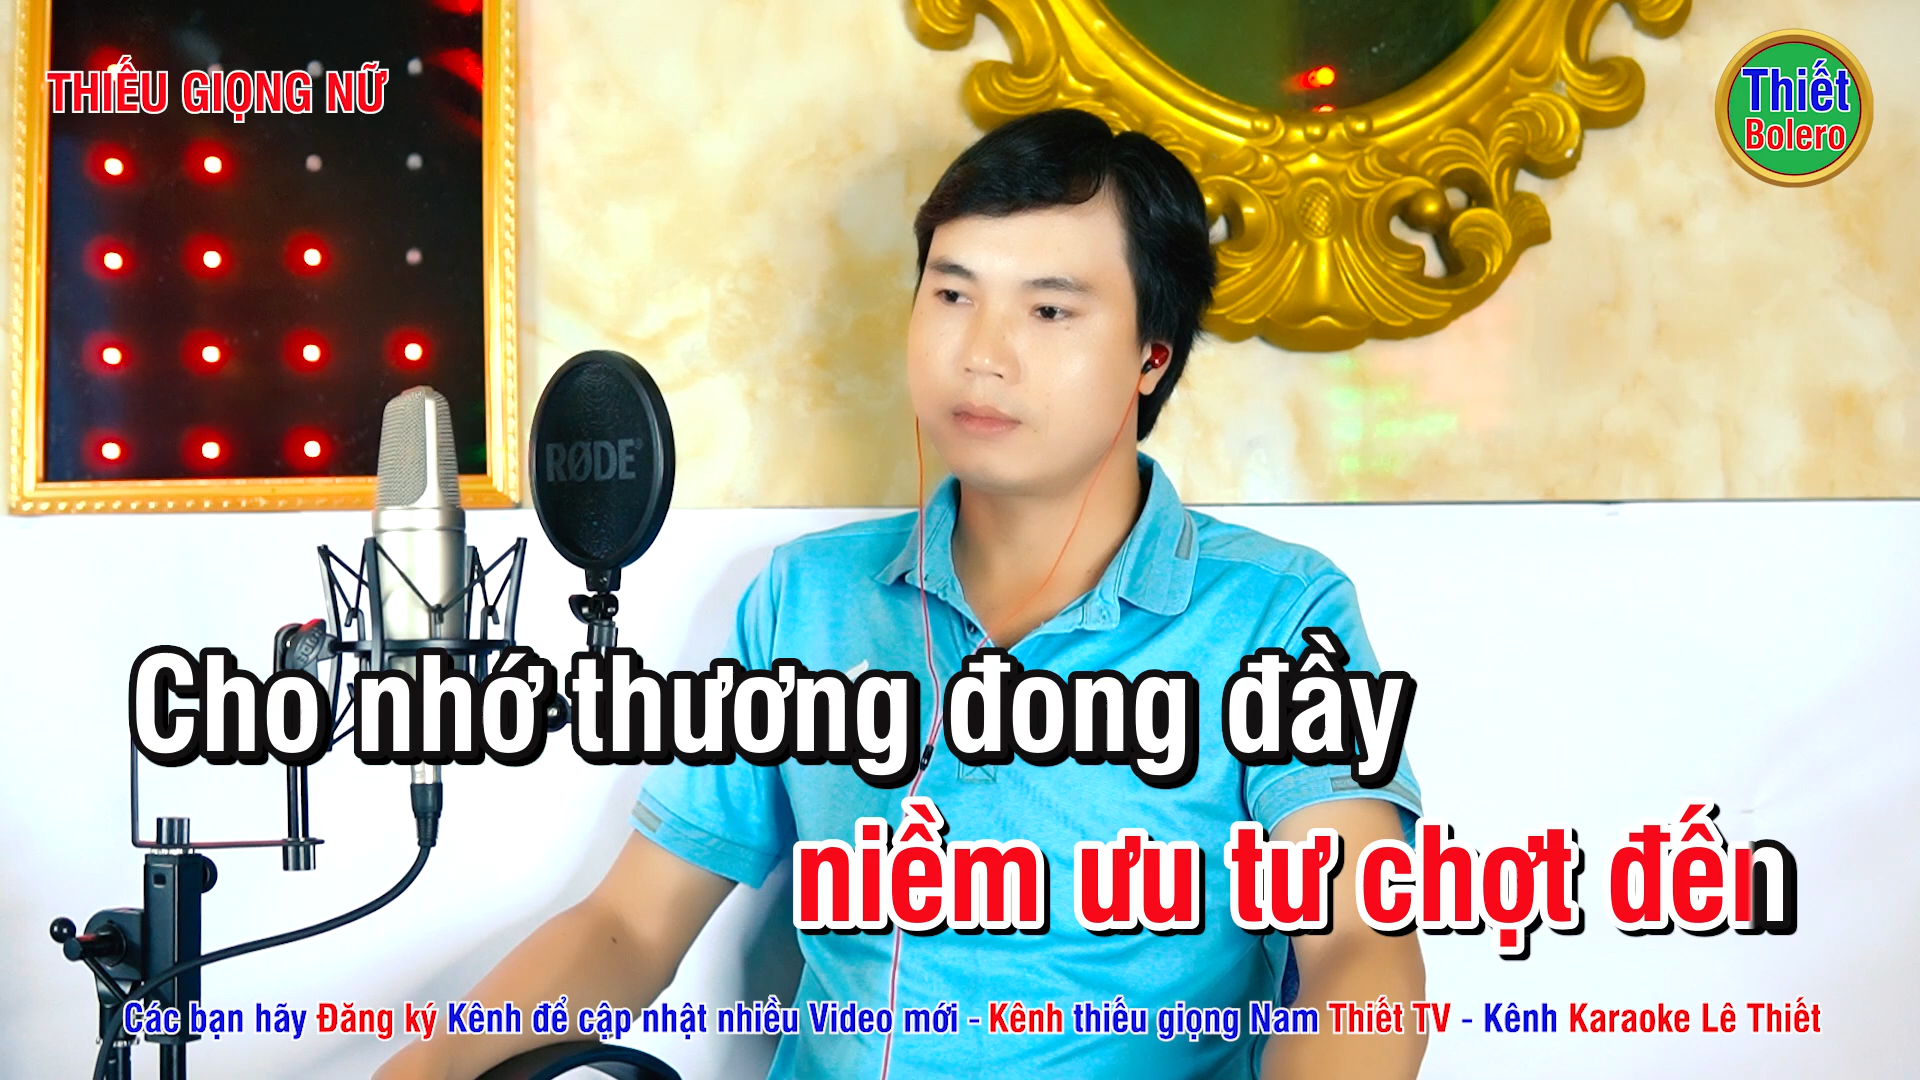 THIẾU GIỌNG NỮ
Thiết
Bolero
RØDE
Cho nhớ thương đong đầy
niềm ưu tư chợt đến
Các bạn hãy Đăng ký Kênh để cập nhật nhiều Video mới - Kênh thiếu giọng Nam Thiết TV - Kênh Karaoke Lê Thiết